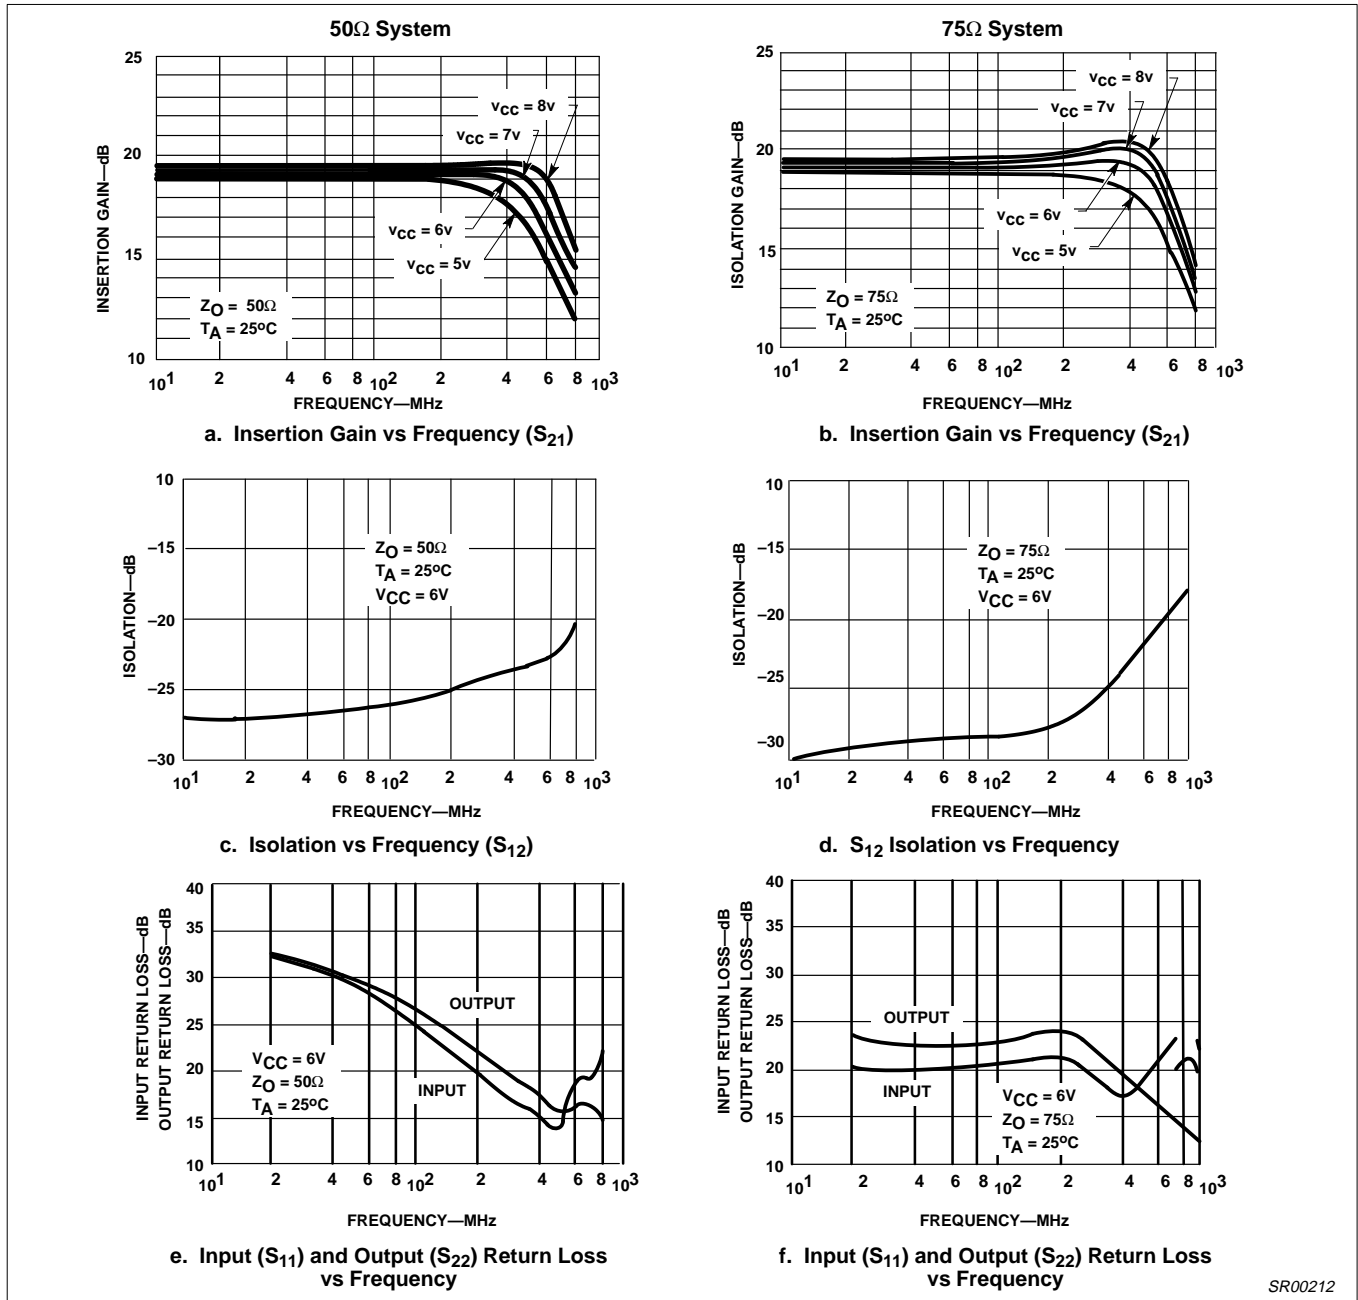 50Ω System
25
20
15
10
INSERTION GAIN—dB
vCC = 8v
vCC = 7v
vCC = 6v
vCC = 5v
ZO = 50Ω
TA = 25oC
10¹ 2 4 6 8 10² 2 4 6 8 10³
FREQUENCY—MHz
a. Insertion Gain vs Frequency (S21)
75Ω System
25
20
15
10
ISOLATION GAIN—dB
vCC = 8v
vCC = 7v
vCC = 6v
vCC = 5v
ZO = 75Ω
TA = 25oC
10¹ 2 4 6 8 10² 2 4 6 8 10³
FREQUENCY—MHz
b. Insertion Gain vs Frequency (S21)
10
–15
–20
–25
–30
ISOLATION—dB
ZO = 50Ω
TA = 25oC
VCC = 6V
10¹ 2 4 6 8 10² 2 4 6 8 10³
FREQUENCY—MHz
c. Isolation vs Frequency (S12)
10
–15
–20
–25
–30
ISOLATION—dB
ZO = 75Ω
TA = 25oC
VCC = 6V
10¹ 2 4 6 8 10² 2 4 6 8 10³
FREQUENCY—MHz
d. S12 Isolation vs Frequency
40
35
30
25
20
15
10
INPUT RETURN LOSS—dB
OUTPUT RETURN LOSS—dB
OUTPUT
INPUT
VCC = 6V
ZO = 50Ω
TA = 25oC
10¹ 2 4 6 8 10² 2 4 6 8 10³
FREQUENCY—MHz
e. Input (S11) and Output (S22) Return Loss
vs Frequency
40
35
30
25
20
15
10
INPUT RETURN LOSS—dB
OUTPUT RETURN LOSS—dB
OUTPUT
INPUT
VCC = 6V
ZO = 75Ω
TA = 25oC
10¹ 2 4 6 8 10² 2 4 6 8 10³
FREQUENCY—MHz
f. Input (S11) and Output (S22) Return Loss
vs Frequency
SR00212